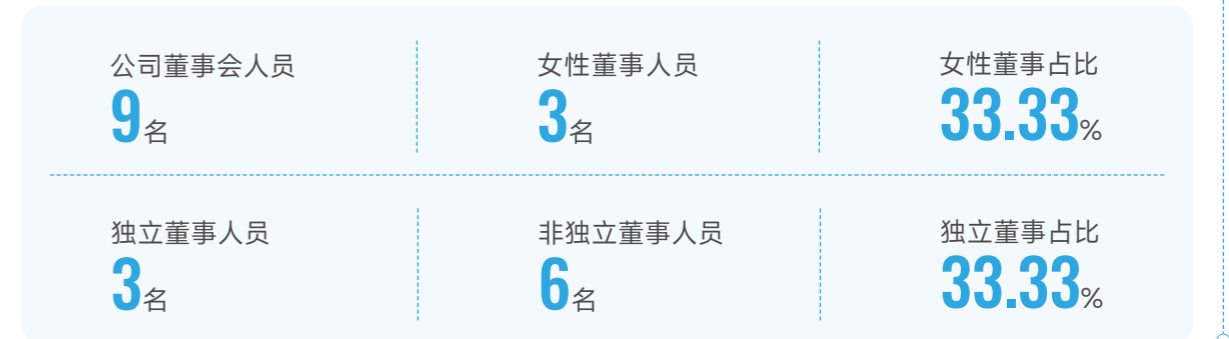 公司董事会人员
9名
女性董事人员
3名
女性董事占比
33.33%
独立董事人员
3名
非独立董事人员
6名
独立董事占比
33.33%